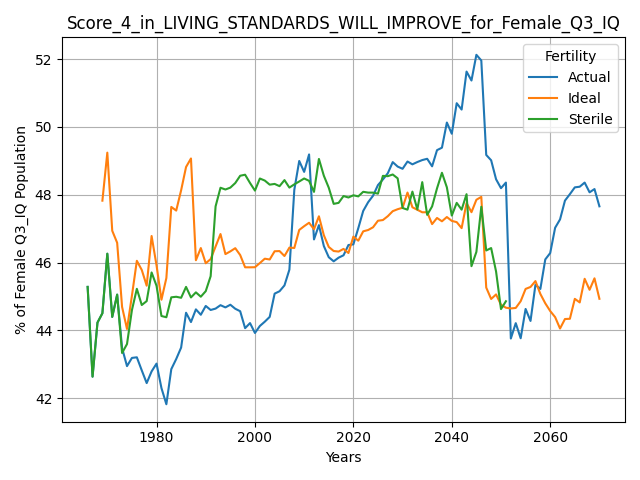 Score_4_in_LIVING_STANDARDS_WILL_IMPROVE_for_Female_Q3_IQ
Fertility
Actual
Ideal
Sterile
% of Female Q3_IQ Population
52
50
48
46
44
42
1980
2000
2020
2040
2060
Years